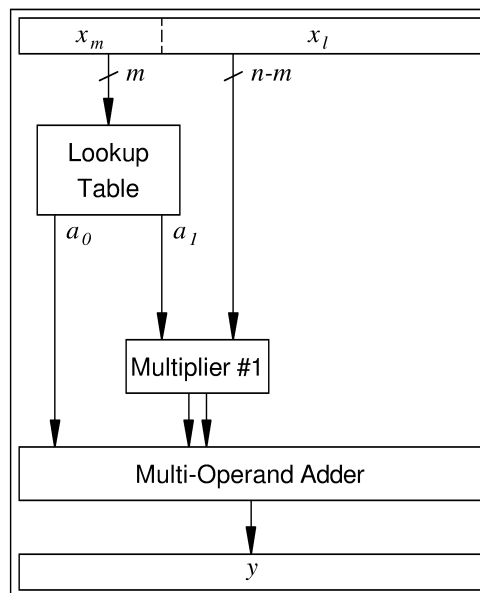 x_m x_l
m n-m
Lookup
Table
a_0 a_1
Multiplier #1
Multi-Operand Adder
y